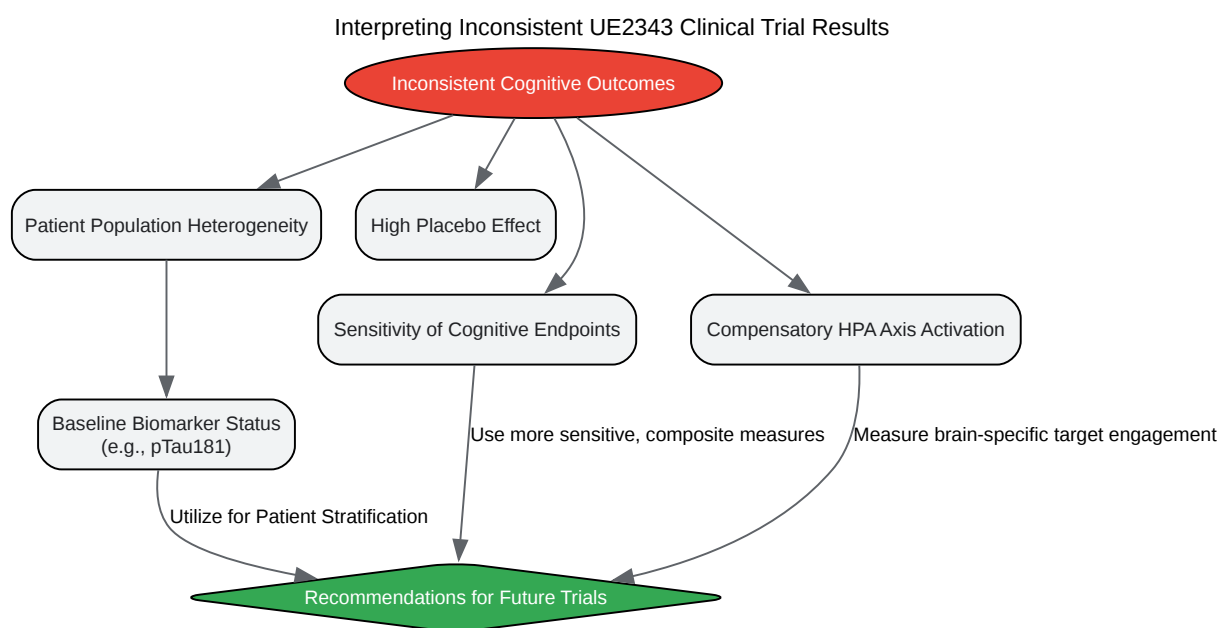 Interpreting Inconsistent UE2343 Clinical Trial Results
Inconsistent Cognitive Outcomes
Patient Population Heterogeneity
High Placebo Effect
Sensitivity of Cognitive Endpoints
Compensatory HPA Axis Activation
Baseline Biomarker Status
(e.g., pTau181)
Use more sensitive, composite measures
Measure brain-specific target engagement
Utilize for Patient Stratification
Recommendations for Future Trials